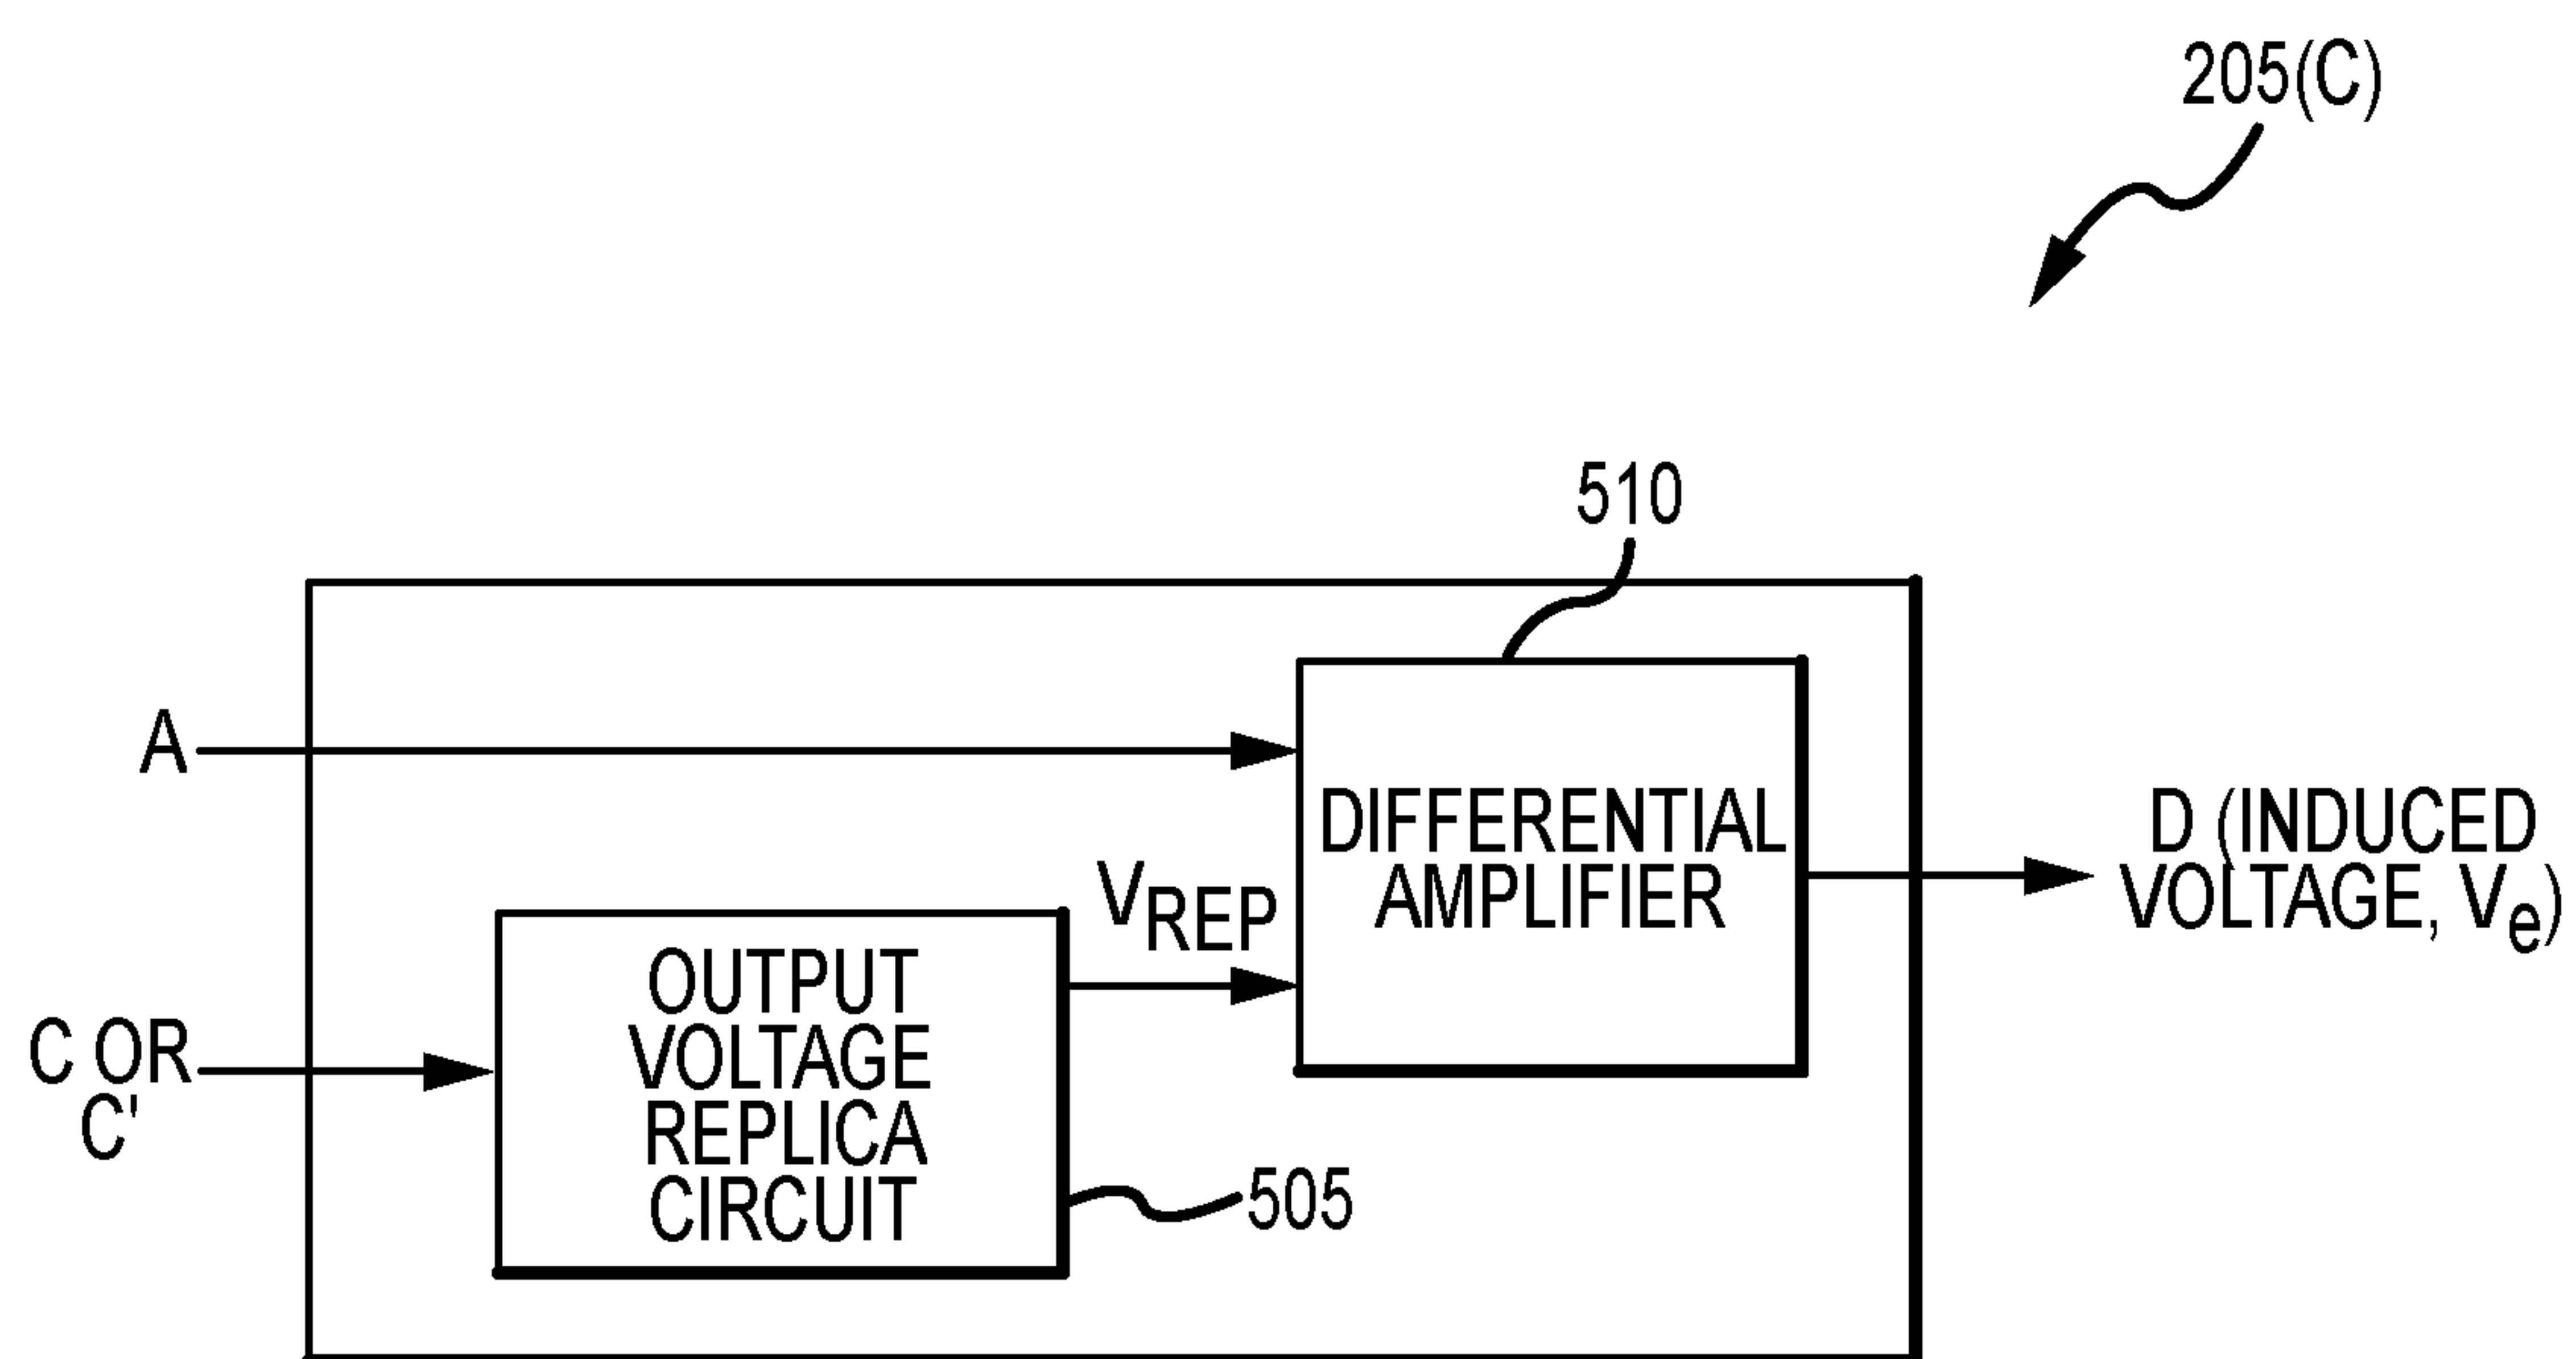 205(C)
510
A
DIFFERENTIAL
AMPLIFIER
D (INDUCED
VOLTAGE, Ve)
VREP
C OR
C'
OUTPUT
VOLTAGE
REPLICA
CIRCUIT
505